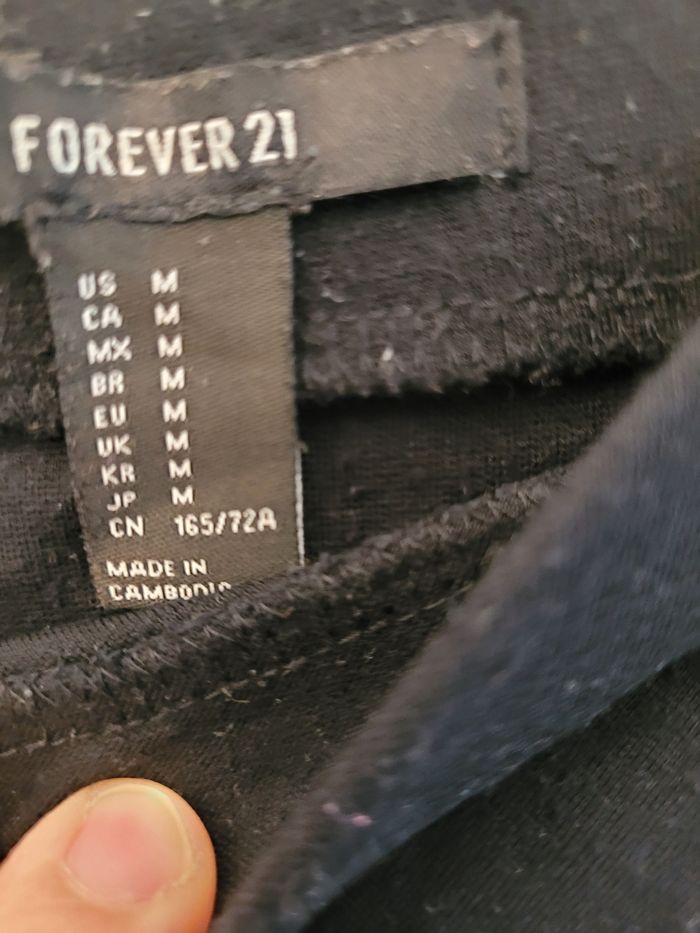 FOREVER 21
US M
CA M
MX M
BR M
EU M
UK M
KR M
JP M
CN 165/72A
MADE IN
CAMBODIA